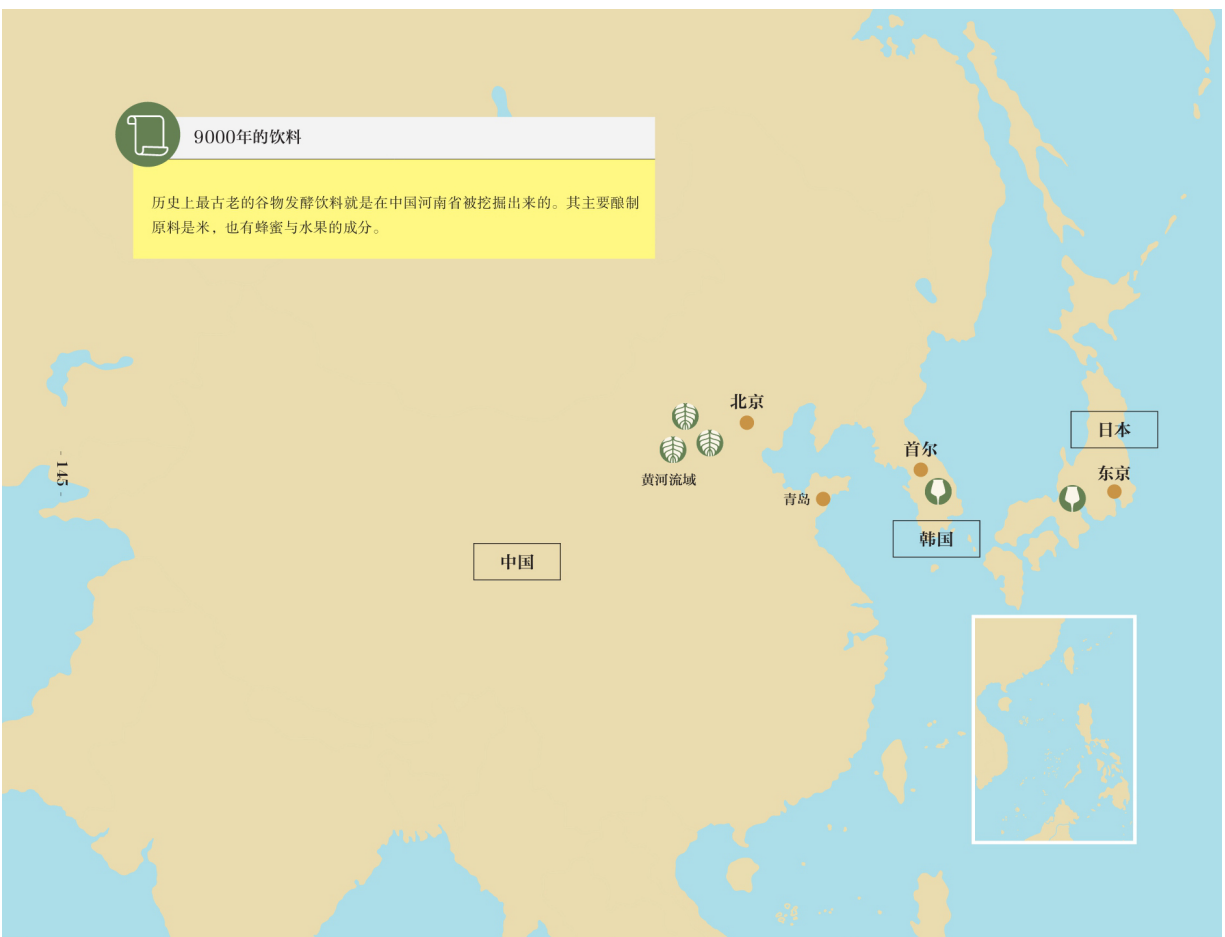 9000年的饮料
历史上最古老的谷物发酵饮料就是在中国河南省被挖掘出来的。其主要酿制
原料是米，也有蜂蜜与水果的成分。
北京
日本
首尔
东京
黄河流域
青岛
韩国
中国
- 145 -